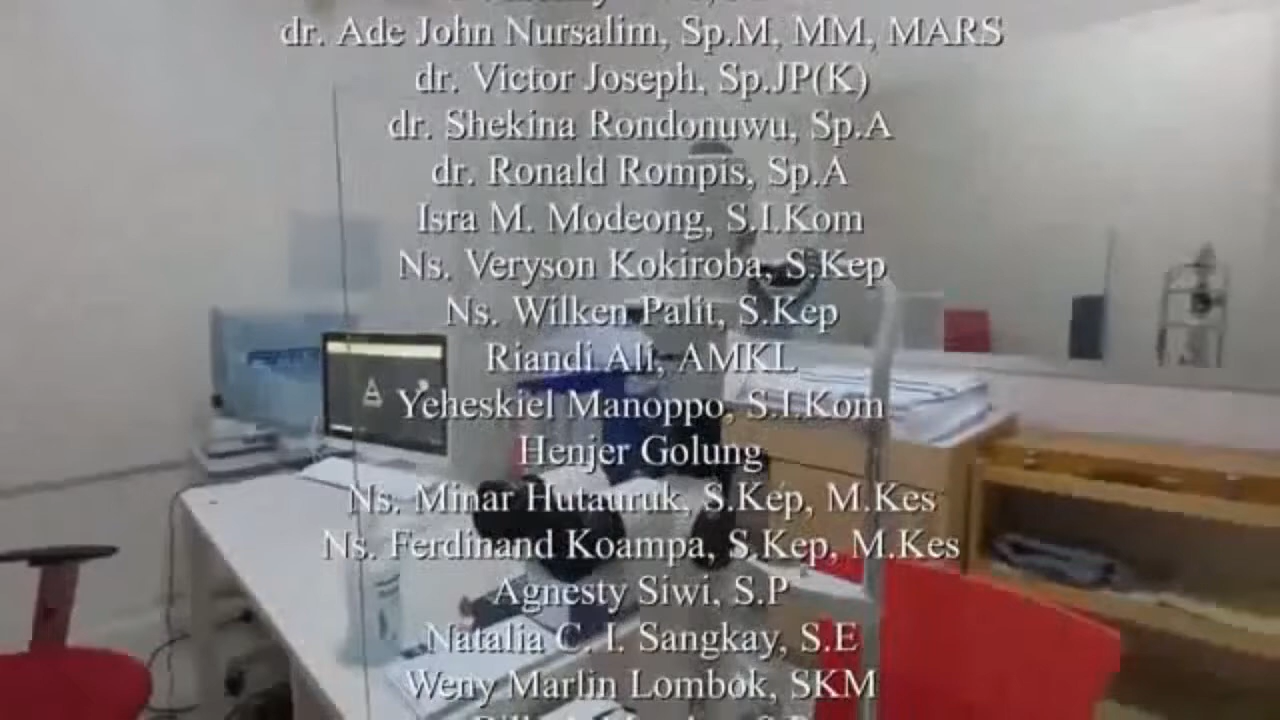 dr. Ade John Nursalim, Sp.M, MM, MARS
dr. Victor Joseph, Sp.JP(K)
dr. Shekina Rondonuwu, Sp.A
dr. Ronald Rompis, Sp.A
Isra M. Modeong, S.I.Kom
Ns. Veryson Kokiroba, S.Kep
Ns. Wilken Palit, S.Kep
Riandi Ali, AMKL
Yeheskiel Manoppo, S.I.Kom
Henjer Golung
Ns. Minar Hutauruk, S.Kep, M.Kes
Ns. Ferdinand Koampa, S.Kep, M.Kes
Agnesty Siwi, S.P
Natalia C. I. Sangkay, S.E
Weny Marlin Lombok, SKM